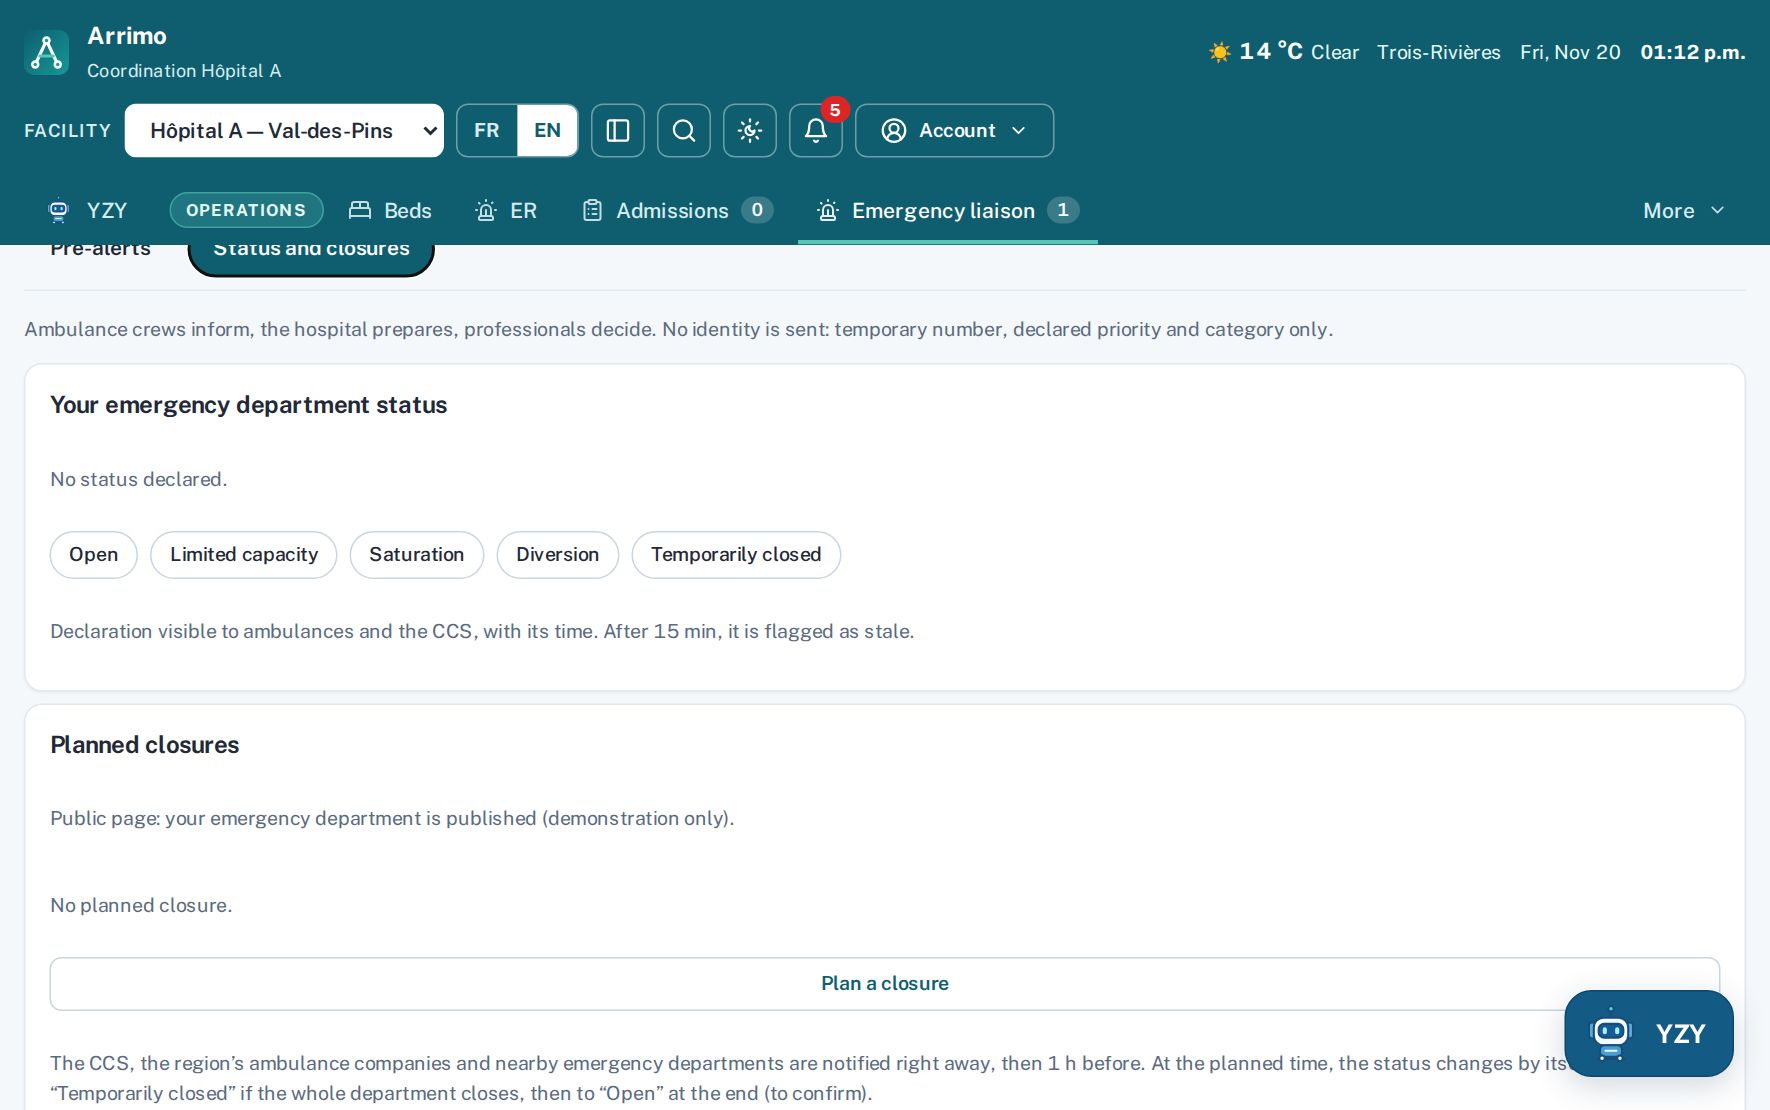 Arrimo
Coordination Hôpital A
☀️ 14 °C Clear Trois-Rivières Fri, Nov 20 01:12 p.m.
FACILITY Hôpital A — Val-des-Pins FR EN 5 Account
YZY OPERATIONS Beds ER Admissions 0 Emergency liaison 1 More
Pre-alerts Status and closures
Ambulance crews inform, the hospital prepares, professionals decide. No identity is sent: temporary number, declared priority and category only.
Your emergency department status
No status declared.
Open Limited capacity Saturation Diversion Temporarily closed
Declaration visible to ambulances and the CCS, with its time. After 15 min, it is flagged as stale.
Planned closures
Public page: your emergency department is published (demonstration only).
No planned closure.
Plan a closure
YZY
The CCS, the region’s ambulance companies and nearby emergency departments are notified right away, then 1 h before. At the planned time, the status changes by
“Temporarily closed” if the whole department closes, then to “Open” at the end (to confirm).